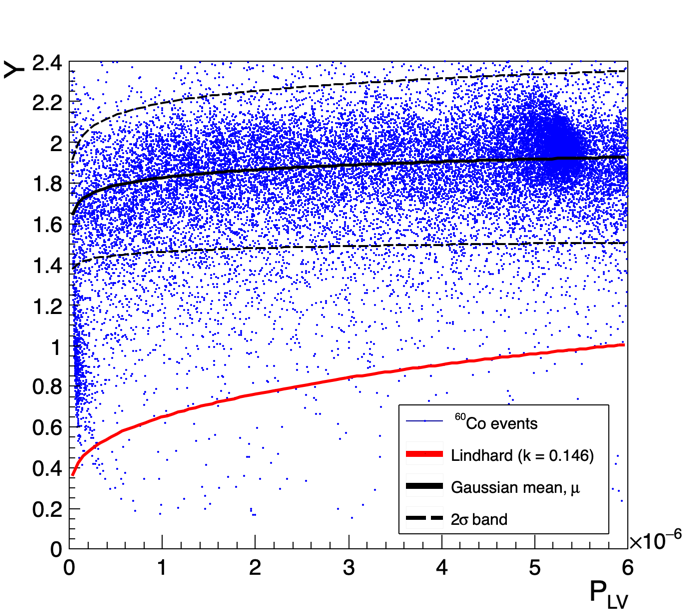 Y
2.4
2.2
2
1.8
1.6
1.4
1.2
1
0.8
0.6
0.4
0.2
0
⁶⁰Co events
Lindhard (k = 0.146)
Gaussian mean, μ
2σ band
0 1 2 3 4 5 6
×10⁻⁶
P_LV